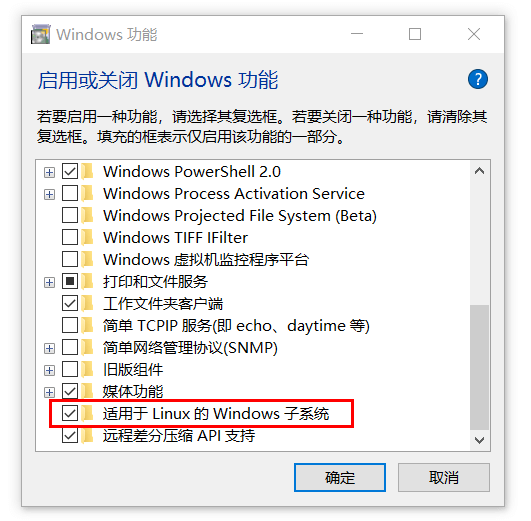 Windows 功能
启用或关闭 Windows 功能
若要启用一种功能，请选择其复选框。若要关闭一种功能，请清除其
复选框。填充的框表示仅启用该功能的一部分。
Windows PowerShell 2.0
Windows Process Activation Service
Windows Projected File System (Beta)
Windows TIFF IFilter
Windows 虚拟机监控程序平台
打印和文件服务
工作文件夹客户端
简单 TCPIP 服务(即 echo、daytime 等)
简单网络管理协议(SNMP)
旧版组件
媒体功能
适用于 Linux 的 Windows 子系统
远程差分压缩 API 支持
确定
取消